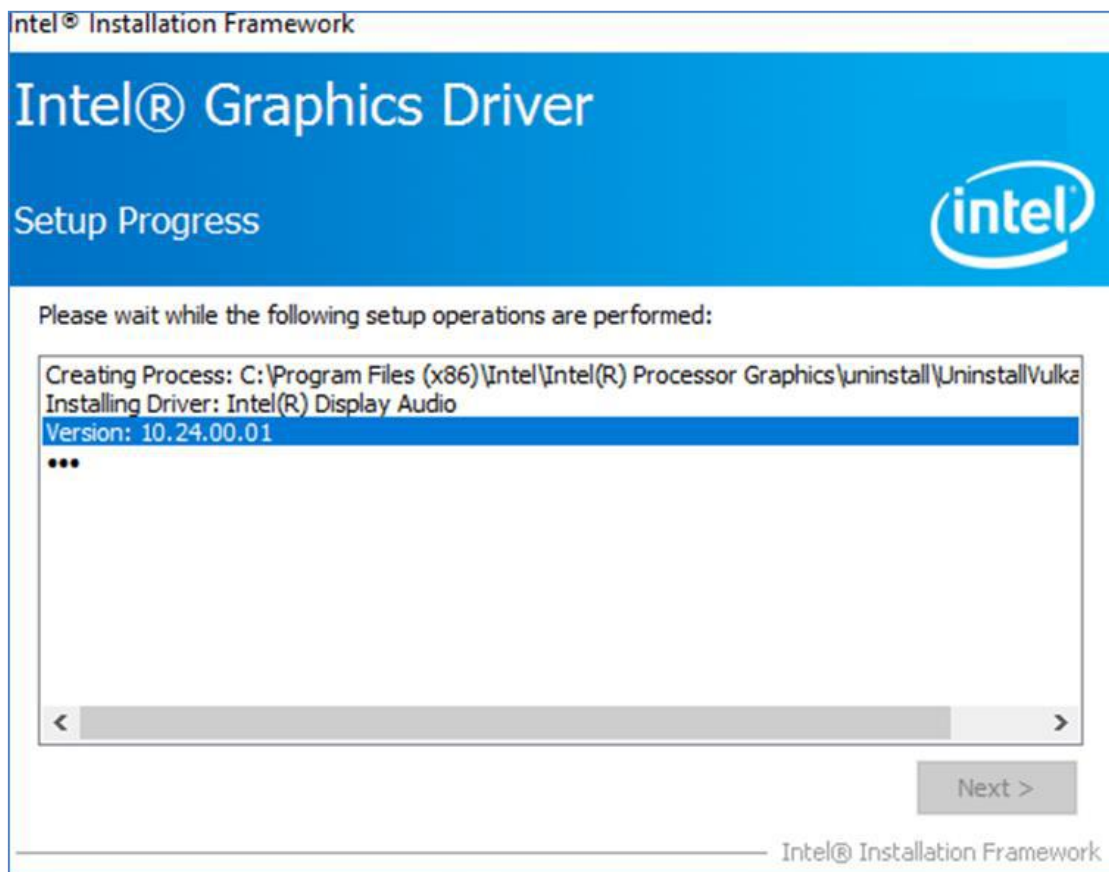 Intel® Installation Framework
Intel® Graphics Driver
intel
Setup Progress
Please wait while the following setup operations are performed:
Creating Process: C:\Program Files (x86)\Intel\Intel(R) Processor Graphics\uninstall\UninstallVulka
Installing Driver: Intel(R) Display Audio
Version: 10.24.00.01
•••
Next >
Intel® Installation Framework